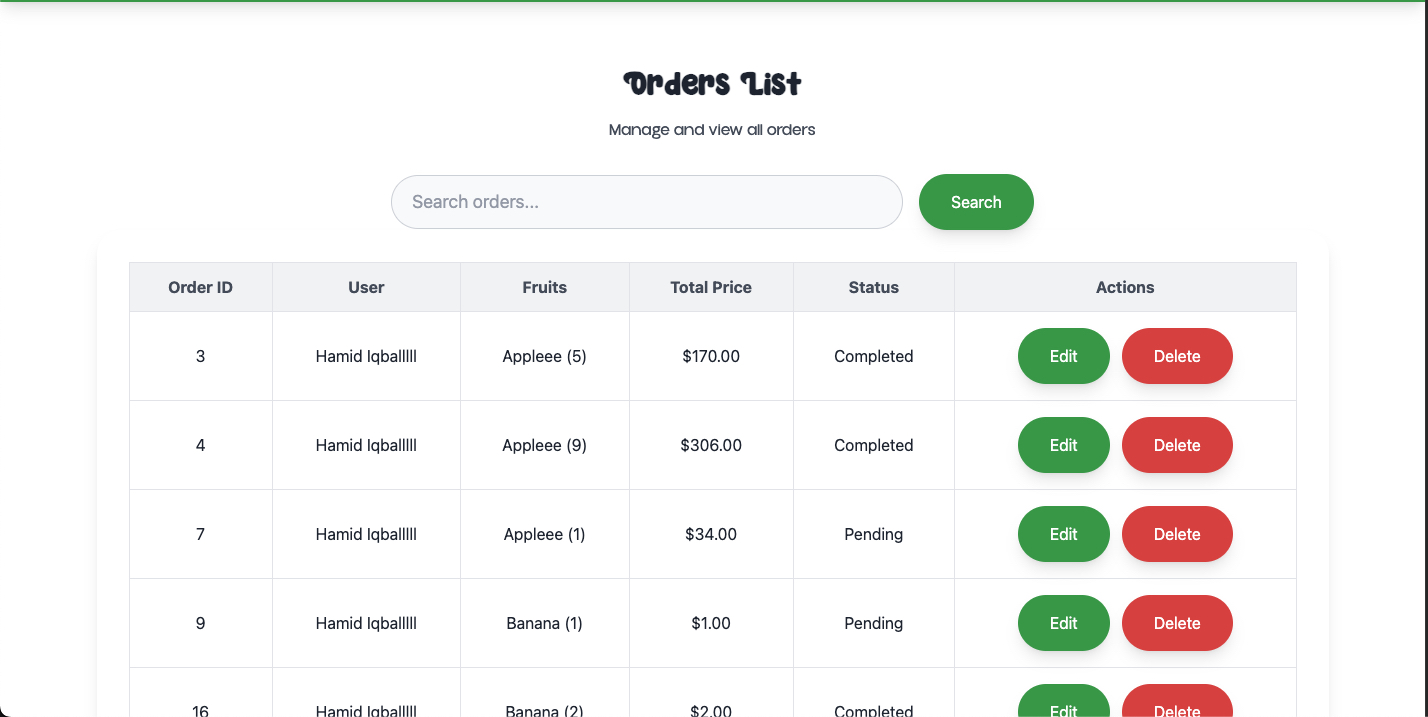 Orders List
Manage and view all orders
Search orders... Search
Order ID User Fruits Total Price Status Actions
3 Hamid Iqballlll Appleee (5) $170.00 Completed Edit Delete
4 Hamid Iqballlll Appleee (9) $306.00 Completed Edit Delete
7 Hamid Iqballlll Appleee (1) $34.00 Pending Edit Delete
9 Hamid Iqballlll Banana (1) $1.00 Pending Edit Delete
16 Hamid Iqballlll Banana (2) $2.00 Completed Edit Delete